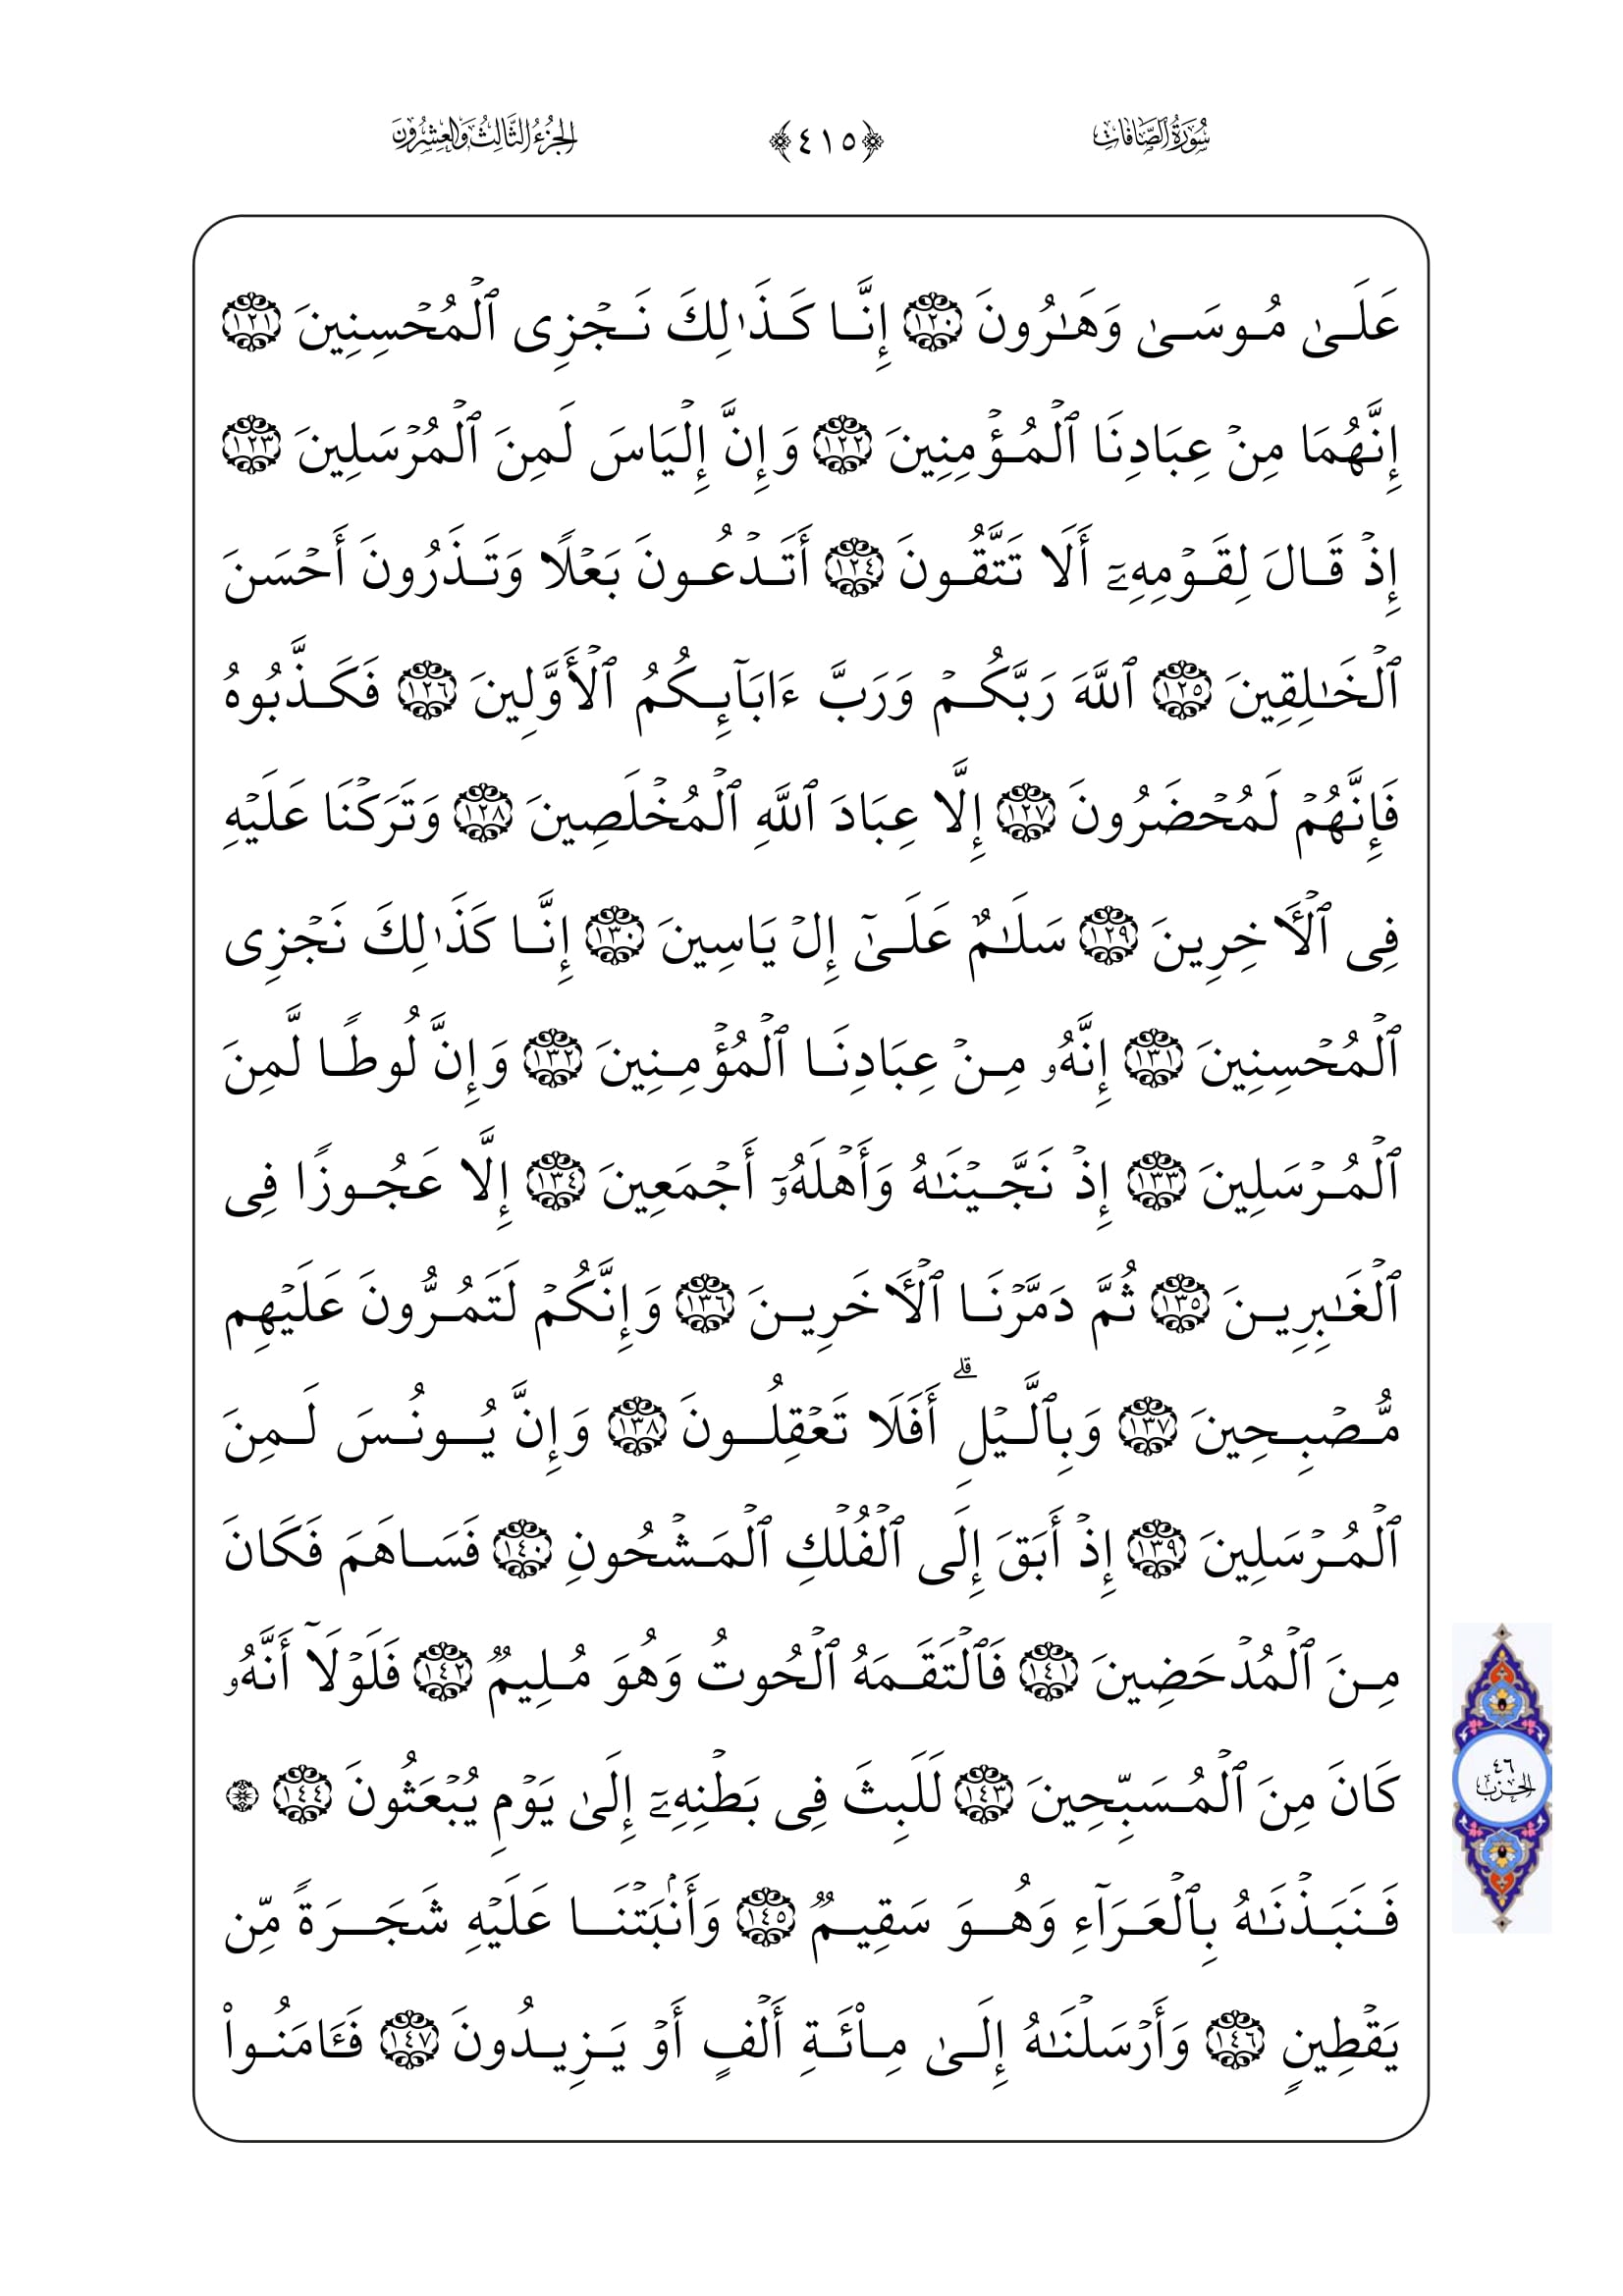 سُورَةُ ٱلصَّافَّاتِ ﴿٤١٥﴾ الجُزْءُ الثَّالِثُ وَالعِشْرُونَ
عَلَىٰ مُوسَىٰ وَهَٰرُونَ ١٢٠ إِنَّا كَذَٰلِكَ نَجۡزِى ٱلۡمُحۡسِنِينَ ١٢١
إِنَّهُمَا مِنۡ عِبَادِنَا ٱلۡمُؤۡمِنِينَ ١٢٢ وَإِنَّ إِلۡيَاسَ لَمِنَ ٱلۡمُرۡسَلِينَ ١٢٣
إِذۡ قَالَ لِقَوۡمِهِۦٓ أَلَا تَتَّقُونَ ١٢٤ أَتَدۡعُونَ بَعۡلًا وَتَذَرُونَ أَحۡسَنَ
ٱلۡخَٰلِقِينَ ١٢٥ ٱللَّهَ رَبَّكُمۡ وَرَبَّ ءَابَآئِكُمُ ٱلۡأَوَّلِينَ ١٢٦ فَكَذَّبُوهُ
فَإِنَّهُمۡ لَمُحۡضَرُونَ ١٢٧ إِلَّا عِبَادَ ٱللَّهِ ٱلۡمُخۡلَصِينَ ١٢٨ وَتَرَكۡنَا عَلَيۡهِ
فِى ٱلۡأٓخِرِينَ ١٢٩ سَلَٰمٌ عَلَىٰٓ إِلۡ يَاسِينَ ١٣٠ إِنَّا كَذَٰلِكَ نَجۡزِى
ٱلۡمُحۡسِنِينَ ١٣١ إِنَّهُۥ مِنۡ عِبَادِنَا ٱلۡمُؤۡمِنِينَ ١٣٢ وَإِنَّ لُوطًا لَّمِنَ
ٱلۡمُرۡسَلِينَ ١٣٣ إِذۡ نَجَّيۡنَٰهُ وَأَهۡلَهُۥٓ أَجۡمَعِينَ ١٣٤ إِلَّا عَجُوزًا فِى
ٱلۡغَٰبِرِينَ ١٣٥ ثُمَّ دَمَّرۡنَا ٱلۡأٓخَرِينَ ١٣٦ وَإِنَّكُمۡ لَتَمُرُّونَ عَلَيۡهِم
مُّصۡبِحِينَ ١٣٧ وَبِٱلَّيۡلِۗ أَفَلَا تَعۡقِلُونَ ١٣٨ وَإِنَّ يُونُسَ لَمِنَ
ٱلۡمُرۡسَلِينَ ١٣٩ إِذۡ أَبَقَ إِلَى ٱلۡفُلۡكِ ٱلۡمَشۡحُونِ ١٤٠ فَسَاهَمَ فَكَانَ
مِنَ ٱلۡمُدۡحَضِينَ ١٤١ فَٱلۡتَقَمَهُ ٱلۡحُوتُ وَهُوَ مُلِيمٌ ١٤٢ فَلَوۡلَآ أَنَّهُۥ
كَانَ مِنَ ٱلۡمُسَبِّحِينَ ١٤٣ لَلَبِثَ فِى بَطۡنِهِۦٓ إِلَىٰ يَوۡمِ يُبۡعَثُونَ ١٤٤ ۞
فَنَبَذۡنَٰهُ بِٱلۡعَرَآءِ وَهُوَ سَقِيمٌ ١٤٥ وَأَنۢبَتۡنَا عَلَيۡهِ شَجَرَةً مِّن
يَقۡطِينٍ ١٤٦ وَأَرۡسَلۡنَٰهُ إِلَىٰ مِا۟ئَةِ أَلۡفٍ أَوۡ يَزِيدُونَ ١٤٧ فَـَٔامَنُوا۟
٤٦
الحزب